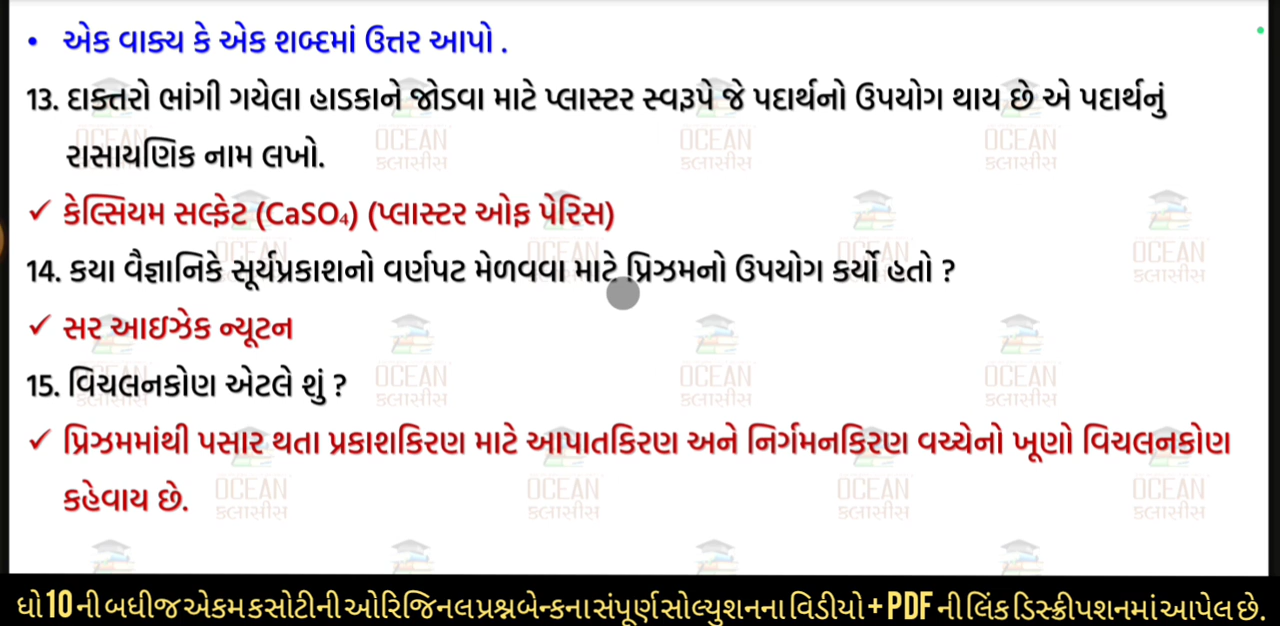 • એક વાક્ય કે એક શબ્દમાં ઉત્તર આપો .
13. દાક્તરો ભાંગી ગયેલા હાડકાને જોડવા માટે પ્લાસ્ટર સ્વરૂપે જે પદાર્થનો ઉપયોગ થાય છે એ પદાર્થનું
રાસાયણિક નામ લખો.
✓ કેલ્સિયમ સલ્ફેટ (CaSO₄) (પ્લાસ્ટર ઓફ પેરિસ)
14. કયા વૈજ્ઞાનિકે સૂર્યપ્રકાશનો વર્ણપટ મેળવવા માટે પ્રિઝમનો ઉપયોગ કર્યો હતો ?
✓ સર આઇઝેક ન્યૂટન
15. વિચલનકોણ એટલે શું ?
✓ પ્રિઝમમાંથી પસાર થતા પ્રકાશકિરણ માટે આપાતકિરણ અને નિર્ગમનકિરણ વચ્ચેનો ખૂણો વિચલનકોણ
કહેવાય છે.
OCEAN
ક્લાસીસ
ધો 10 ની બધી જ એકમ કસોટીની ઓરિજિનલ પ્રશ્નબેન્કના સંપૂર્ણ સોલ્યુશનના વિડીયો + PDF ની લિંક ડિસ્ક્રીપશનમાં આપેલ છે.